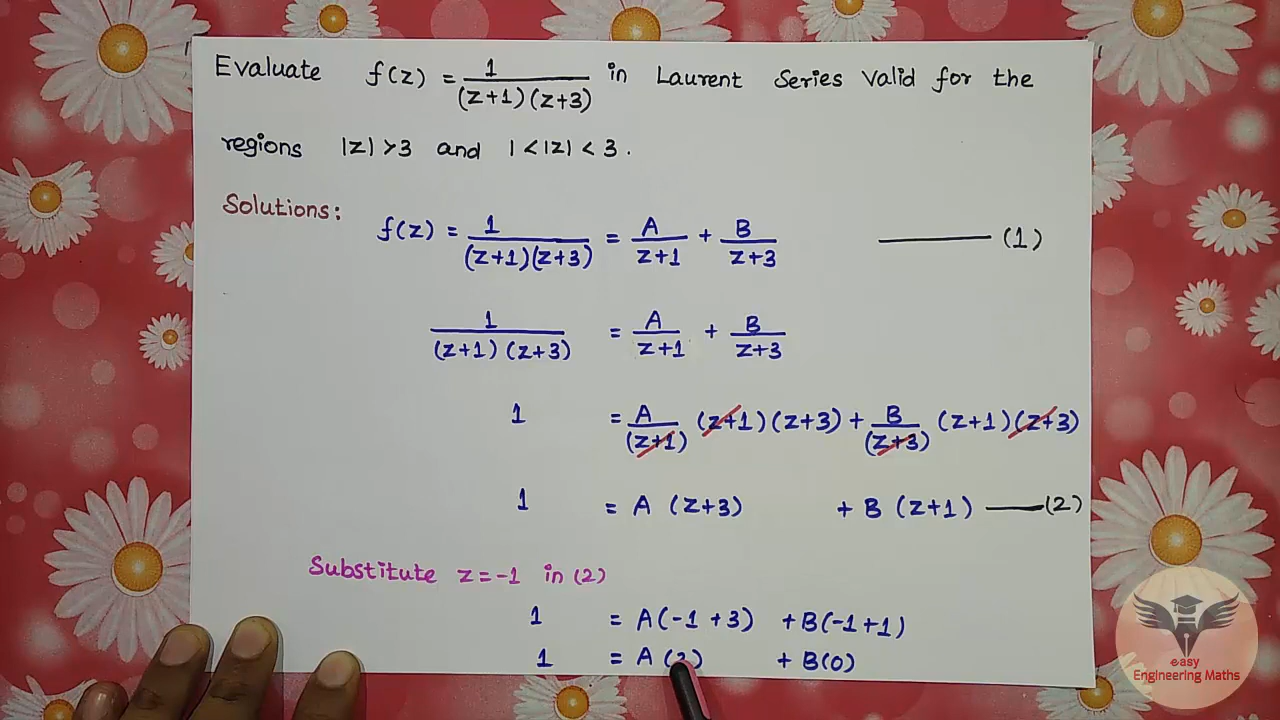 Evaluate f(z) = 1/((z+1)(z+3)) in Laurent Series Valid for the
regions |z| > 3 and 1 < |z| < 3.
Solutions:
f(z) = 1/((z+1)(z+3)) = A/(z+1) + B/(z+3) ——— (1)
1/((z+1)(z+3)) = A/(z+1) + B/(z+3)
1 = A/(z+1) (z+1)(z+3) + B/(z+3) (z+1)(z+3)
1 = A (z+3) + B (z+1) ——— (2)
Substitute z = -1 in (2)
1 = A(-1+3) + B(-1+1)
1 = A (2) + B(0)
easy
Engineering Maths